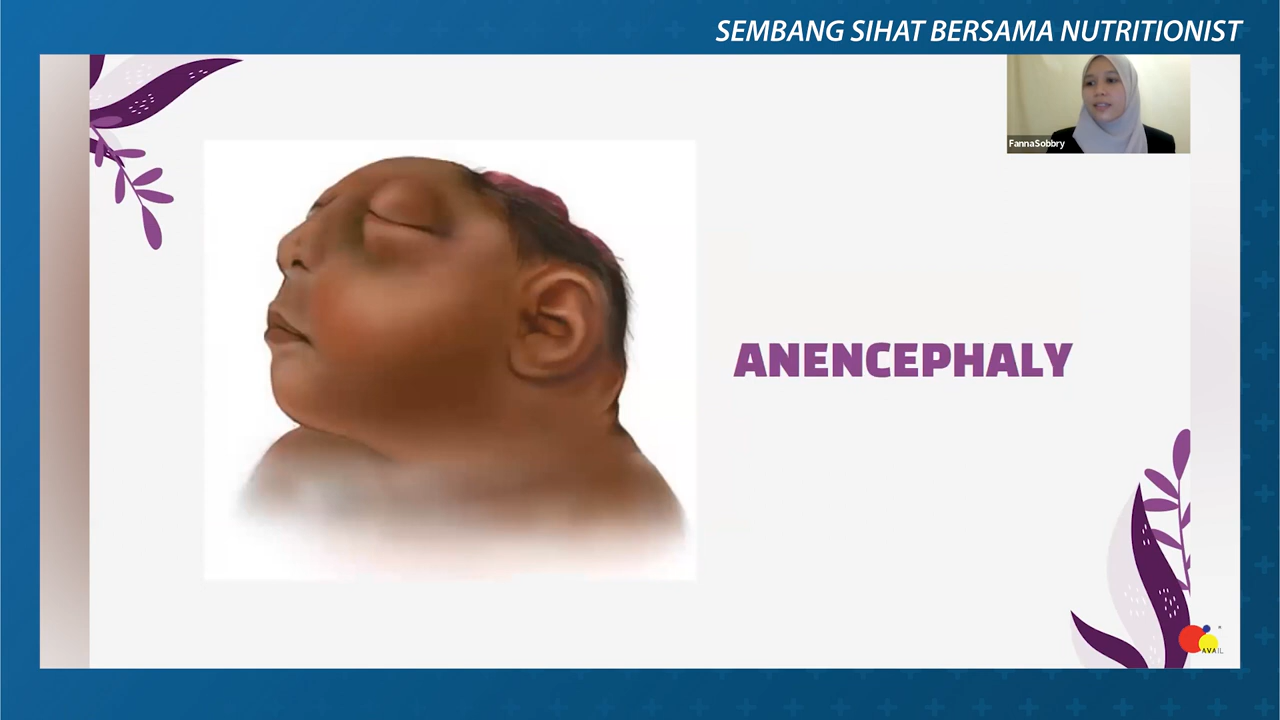 SEMBANG SIHAT BERSAMA NUTRITIONIST
FannaSobbry
ANENCEPHALY
AVAIL